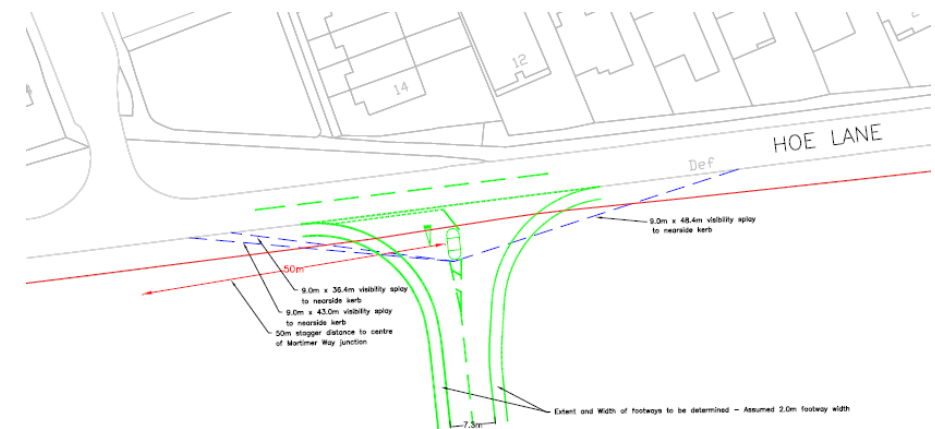 12
14
HOE LANE
Def
9.0m x 48.4m visibility splay
to nearside kerb
50m
9.0m x 36.4m visibility splay
to nearside kerb
9.0m x 43.0m visibility splay
to nearside kerb
50m stagger distance to centre
of Mortimer Way junction
Extent and Width of footways to be determined - Assumed 2.0m footway width
7.3m